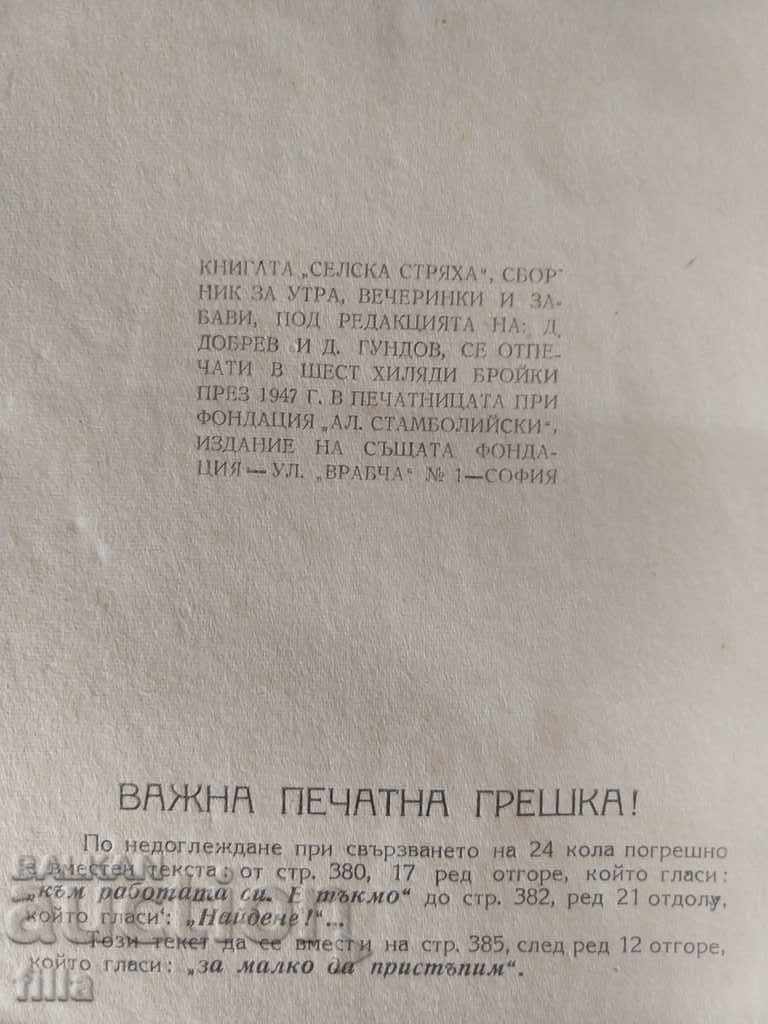 КНИГАТА „СЕЛСКА СТРЯХА“, СБОР-
НИК ЗА УТРА, ВЕЧЕРИНКИ И ЗА-
БАВИ, ПОД РЕДАКЦИЯТА НА: Д.
ДОБРЕВ И Д. ГУНДОВ, СЕ ОТПЕ-
ЧАТИ В ШЕСТ ХИЛЯДИ БРОЙКИ
ПРЕЗ 1947 Г. В ПЕЧАТНИЦАТА ПРИ
ФОНДАЦИЯ „АЛ. СТАМБОЛИЙСКИ“,
ИЗДАНИЕ НА СЪЩАТА ФОНДА-
ЦИЯ — УЛ. „ВРАБЧА“ № 1—СОФИЯ
ВАЖНА ПЕЧАТНА ГРЕШКА!
По недоглеждане при свързването на 24 кола погрешно
е вместен текста: от стр. 380, 17 ред отгоре, който гласи:
„към работата си. Е тъкмо“ до стр. 382, ред 21 отдолу,
който гласи: „Найдене!“...
Този текст да се вмести на стр. 385, след ред 12 отгоре,
който гласи: „за малко да пристъпим“.
filla